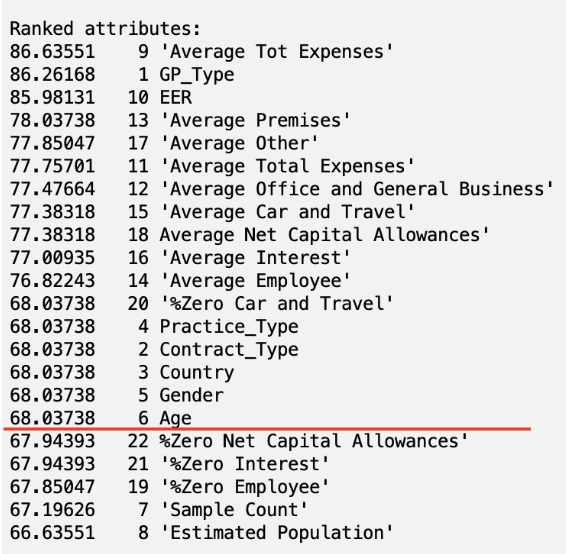 Ranked attributes:
86.63551 9 'Average Tot Expenses'
86.26168 1 GP_Type
85.98131 10 EER
78.03738 13 'Average Premises'
77.85047 17 'Average Other'
77.75701 11 'Average Total Expenses'
77.47664 12 'Average Office and General Business'
77.38318 15 'Average Car and Travel'
77.38318 18 Average Net Capital Allowances'
77.00935 16 'Average Interest'
76.82243 14 'Average Employee'
68.03738 20 '%Zero Car and Travel'
68.03738 4 Practice_Type
68.03738 2 Contract_Type
68.03738 3 Country
68.03738 5 Gender
68.03738 6 Age
67.94393 22 %Zero Net Capital Allowances'
67.94393 21 '%Zero Interest'
67.85047 19 '%Zero Employee'
67.19626 7 'Sample Count'
66.63551 8 'Estimated Population'